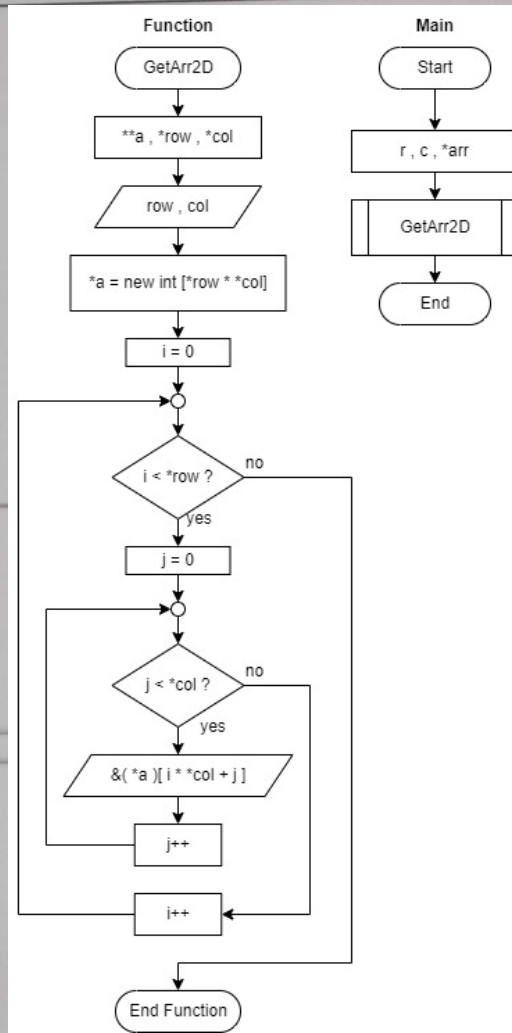 Function
GetArr2D
**a , *row , *col
row , col
*a = new int [*row * *col]
i = 0
i < *row ?
no
yes
j = 0
j < *col ?
no
yes
&( *a )[ i * *col + j ]
j++
i++
End Function
Main
Start
r , c , *arr
GetArr2D
End